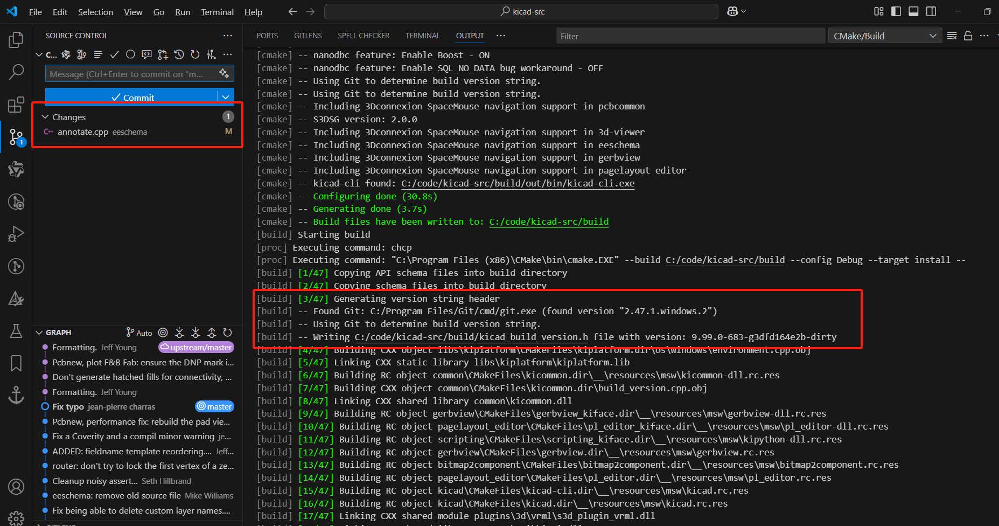 File Edit Selection View Go Run Terminal Help
kicad-src
SOURCE CONTROL
C...
Message (Ctrl+Enter to commit on "m...
Commit
Changes 1
C++ annotate.cpp eeschema M
1
GRAPH Auto
Formatting. Jeff Young upstream/master
Pcbnew, plot F&B Fab: ensure the DNP mark i...
Don't generate hatched fills for connectivity, ...
Formatting. Jeff Young
Fix typo jean-pierre charras master
Pcbnew, performance fix: rebuild the pad vie...
Fix a Coverity and a compil minor warning je...
ADDED: fieldname template reordering.... Jeff...
router: don't try to lock the first vertex of a ze...
Cleanup noisy assert... Seth Hillbrand
eeschema: remove old source file Mike Williams
Fix being able to delete custom layer names....
PORTS GITLENS SPELL CHECKER TERMINAL OUTPUT
Filter
CMake/Build
[cmake] -- nanodbc feature: Enable Boost - ON
[cmake] -- nanodbc feature: Enable SQL_NO_DATA bug workaround - OFF
[cmake] -- Using Git to determine build version string.
[cmake] -- Using Git to determine build version string.
[cmake] -- Including 3Dconnexion SpaceMouse navigation support in pcbcommon
[cmake] -- S3DSG version: 2.0.0
[cmake] -- Including 3Dconnexion SpaceMouse navigation support in 3d-viewer
[cmake] -- Including 3Dconnexion SpaceMouse navigation support in eeschema
[cmake] -- Including 3Dconnexion SpaceMouse navigation support in gerbview
[cmake] -- Including 3Dconnexion SpaceMouse navigation support in pagelayout editor
[cmake] -- kicad-cli found: C:/code/kicad-src/build/out/bin/kicad-cli.exe
[cmake] -- Configuring done (30.8s)
[cmake] -- Generating done (3.7s)
[cmake] -- Build files have been written to: C:/code/kicad-src/build
[build] Starting build
[proc] Executing command: chcp
[proc] Executing command: "C:\Program Files (x86)\CMake\bin\cmake.EXE" --build C:/code/kicad-src/build --config Debug --target install --
[build] [1/47] Copying API schema files into build directory
[build] [2/47] Copying schema files into build directory
[build] [3/47] Generating version string header
[build] -- Found Git: C:/Program Files/Git/cmd/git.exe (found version "2.47.1.windows.2")
[build] -- Using Git to determine build version string.
[build] -- Writing C:/code/kicad-src/build/kicad_build_version.h file with version: 9.99.0-683-g3dfd164e2b-dirty
[build] [4/47] Building CXX object libs\kiplatform\CMakeFiles\kiplatform.dir\os\windows\environment.cpp.obj
[build] [5/47] Linking CXX static library libs\kiplatform\kiplatform.lib
[build] [6/47] Building RC object common\CMakeFiles\kicommon.dir\__\resources\msw\kicommon-dll.rc.res
[build] [7/47] Building CXX object common\CMakeFiles\kicommon.dir\build_version.cpp.obj
[build] [8/47] Linking CXX shared library common\kicommon.dll
[build] [9/47] Building RC object gerbview\CMakeFiles\gerbview_kiface.dir\__\resources\msw\gerbview-dll.rc.res
[build] [10/47] Building RC object pagelayout_editor\CMakeFiles\pl_editor_kiface.dir\__\resources\msw\pl_editor-dll.rc.res
[build] [11/47] Building RC object scripting\CMakeFiles\scripting_kiface.dir\__\resources\msw\kipython-dll.rc.res
[build] [12/47] Building RC object gerbview\CMakeFiles\gerbview.dir\__\resources\msw\gerbview.rc.res
[build] [13/47] Building RC object bitmap2component\CMakeFiles\bitmap2component.dir\__\resources\msw\bitmap2component.rc.res
[build] [14/47] Building RC object pagelayout_editor\CMakeFiles\pl_editor.dir\__\resources\msw\pl_editor.rc.res
[build] [15/47] Building RC object kicad\CMakeFiles\kicad-cli.dir\__\resources\msw\kicad.rc.res
[build] [16/47] Building RC object kicad\CMakeFiles\kicad.dir\__\resources\msw\kicad.rc.res
[build] [17/47] Linking CXX shared module plugins\3d\vrml\s3d_plugin_vrml.dll